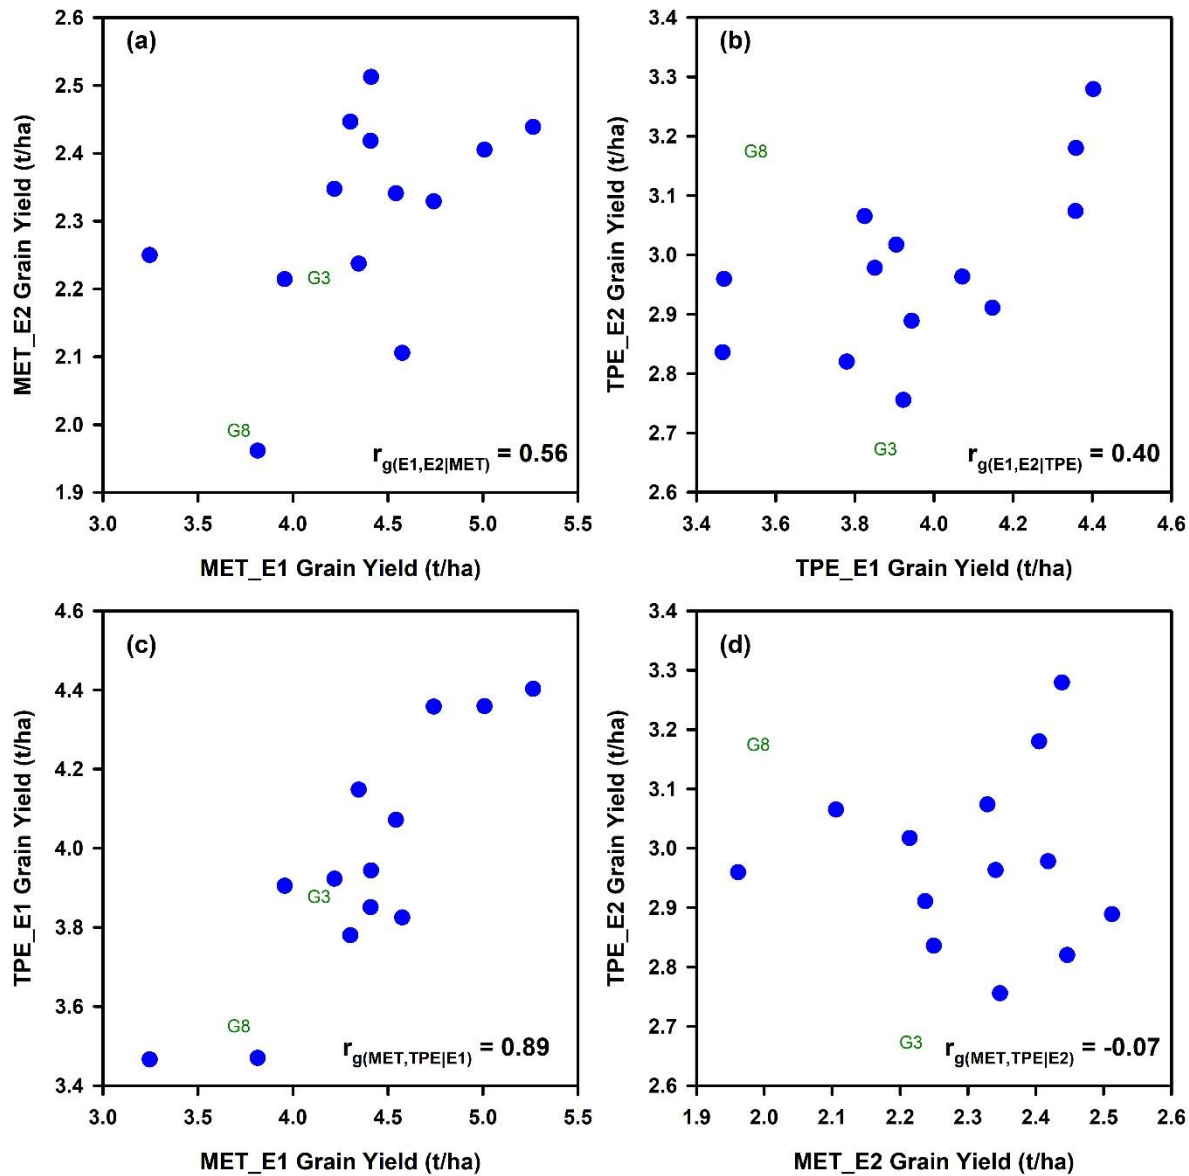 (a)
2.6
2.5
2.4
2.3
2.2
2.1
2.0
1.9
MET_E2 Grain Yield (t/ha)
G3
G8
r_g(E1,E2|MET) = 0.56
3.0 3.5 4.0 4.5 5.0 5.5
MET_E1 Grain Yield (t/ha)
(b)
3.4
3.3
3.2
3.1
3.0
2.9
2.8
2.7
2.6
TPE_E2 Grain Yield (t/ha)
G8
G3
r_g(E1,E2|TPE) = 0.40
3.4 3.6 3.8 4.0 4.2 4.4 4.6
TPE_E1 Grain Yield (t/ha)
(c)
4.6
4.4
4.2
4.0
3.8
3.6
3.4
TPE_E1 Grain Yield (t/ha)
G3
G8
r_g(MET,TPE|E1) = 0.89
3.0 3.5 4.0 4.5 5.0 5.5
MET_E1 Grain Yield (t/ha)
(d)
3.4
3.3
3.2
3.1
3.0
2.9
2.8
2.7
2.6
TPE_E2 Grain Yield (t/ha)
G8
G3
r_g(MET,TPE|E2) = -0.07
1.9 2.0 2.1 2.2 2.3 2.4 2.5 2.6
MET_E2 Grain Yield (t/ha)